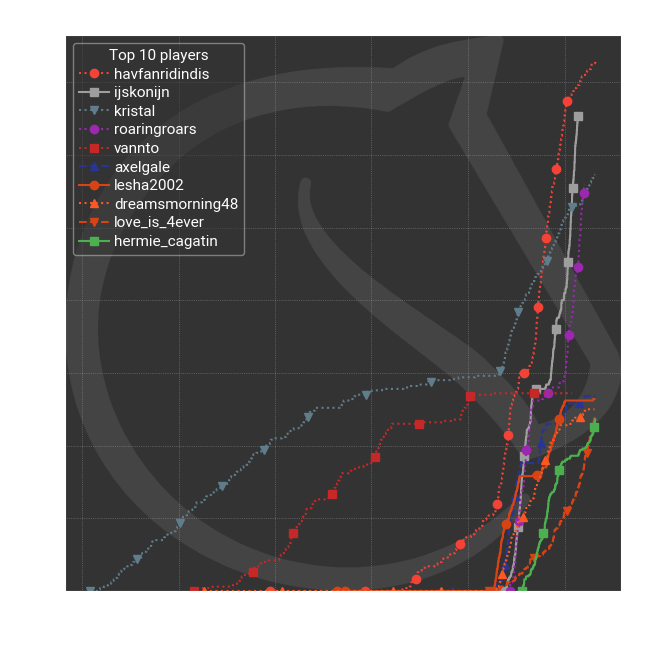 Top 10 players
havfanridindis
ijskonijn
kristal
roaringroars
vannto
axelgale
lesha2002
dreamsmorning48
love_is_4ever
hermie_cagatin